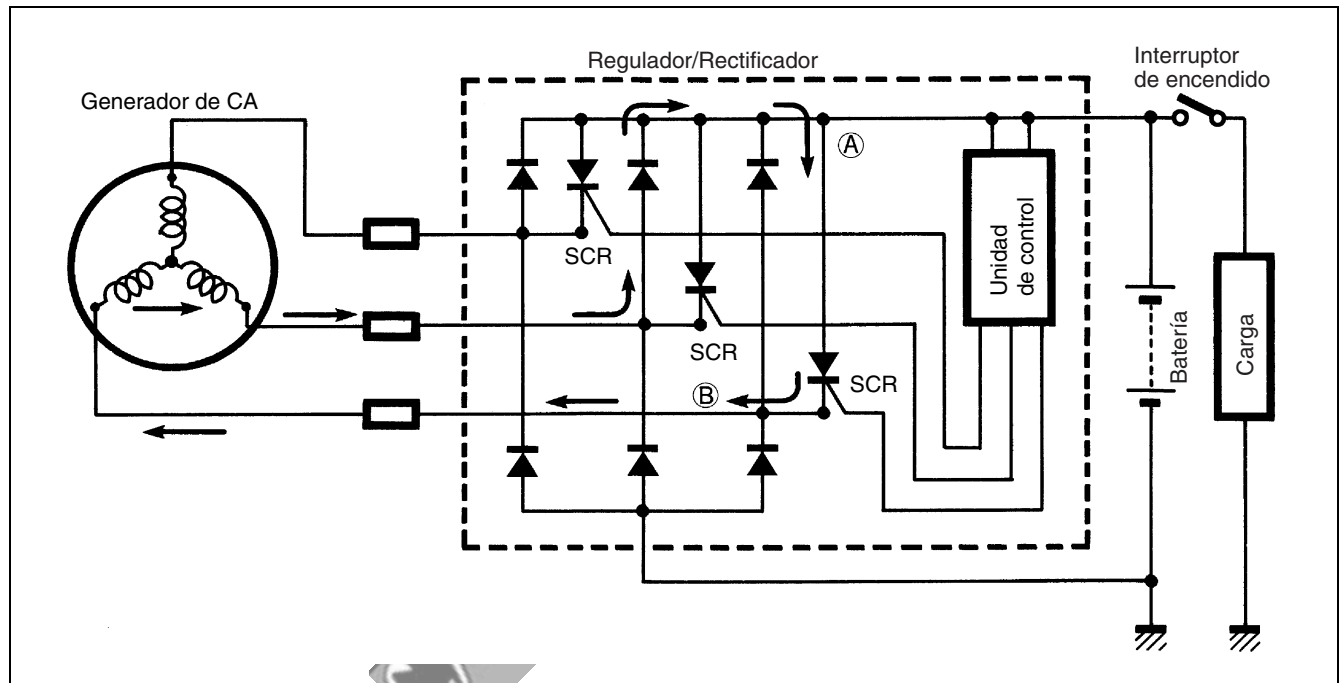 Regulador/Rectificador
Interruptor
de encendido
Generador de CA
Ⓐ
SCR
SCR
SCR
Ⓑ
Unidad
de control
Batería
Carga